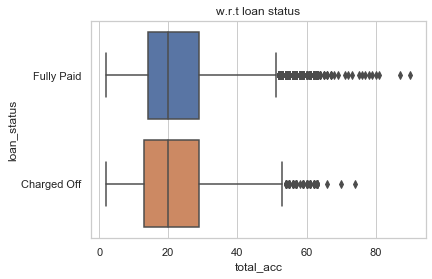 w.r.t loan status
loan_status
Fully Paid
Charged Off
0 20 40 60 80
total_acc